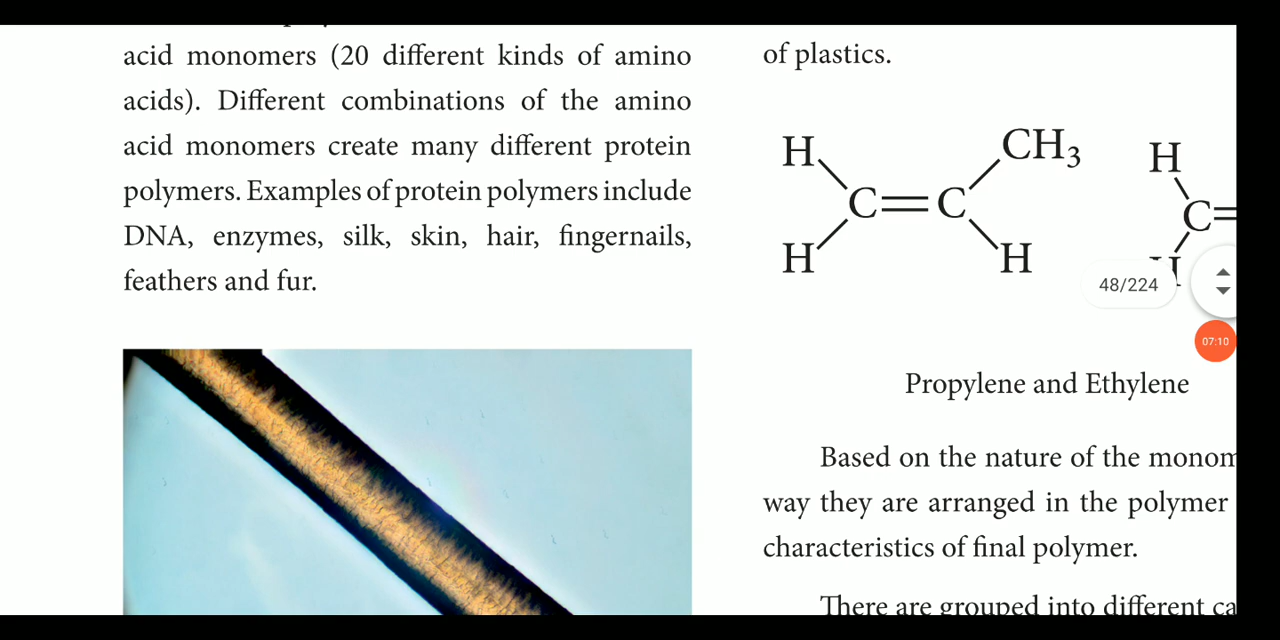 acid monomers (20 different kinds of amino
acids). Different combinations of the amino
acid monomers create many different protein
polymers. Examples of protein polymers include
DNA, enzymes, silk, skin, hair, fingernails,
feathers and fur.
of plastics.
H CH3 H
C=C C=
H H
48/224
07:10
Propylene and Ethylene
Based on the nature of the monom
way they are arranged in the polymer
characteristics of final polymer.
There are grouped into different ca